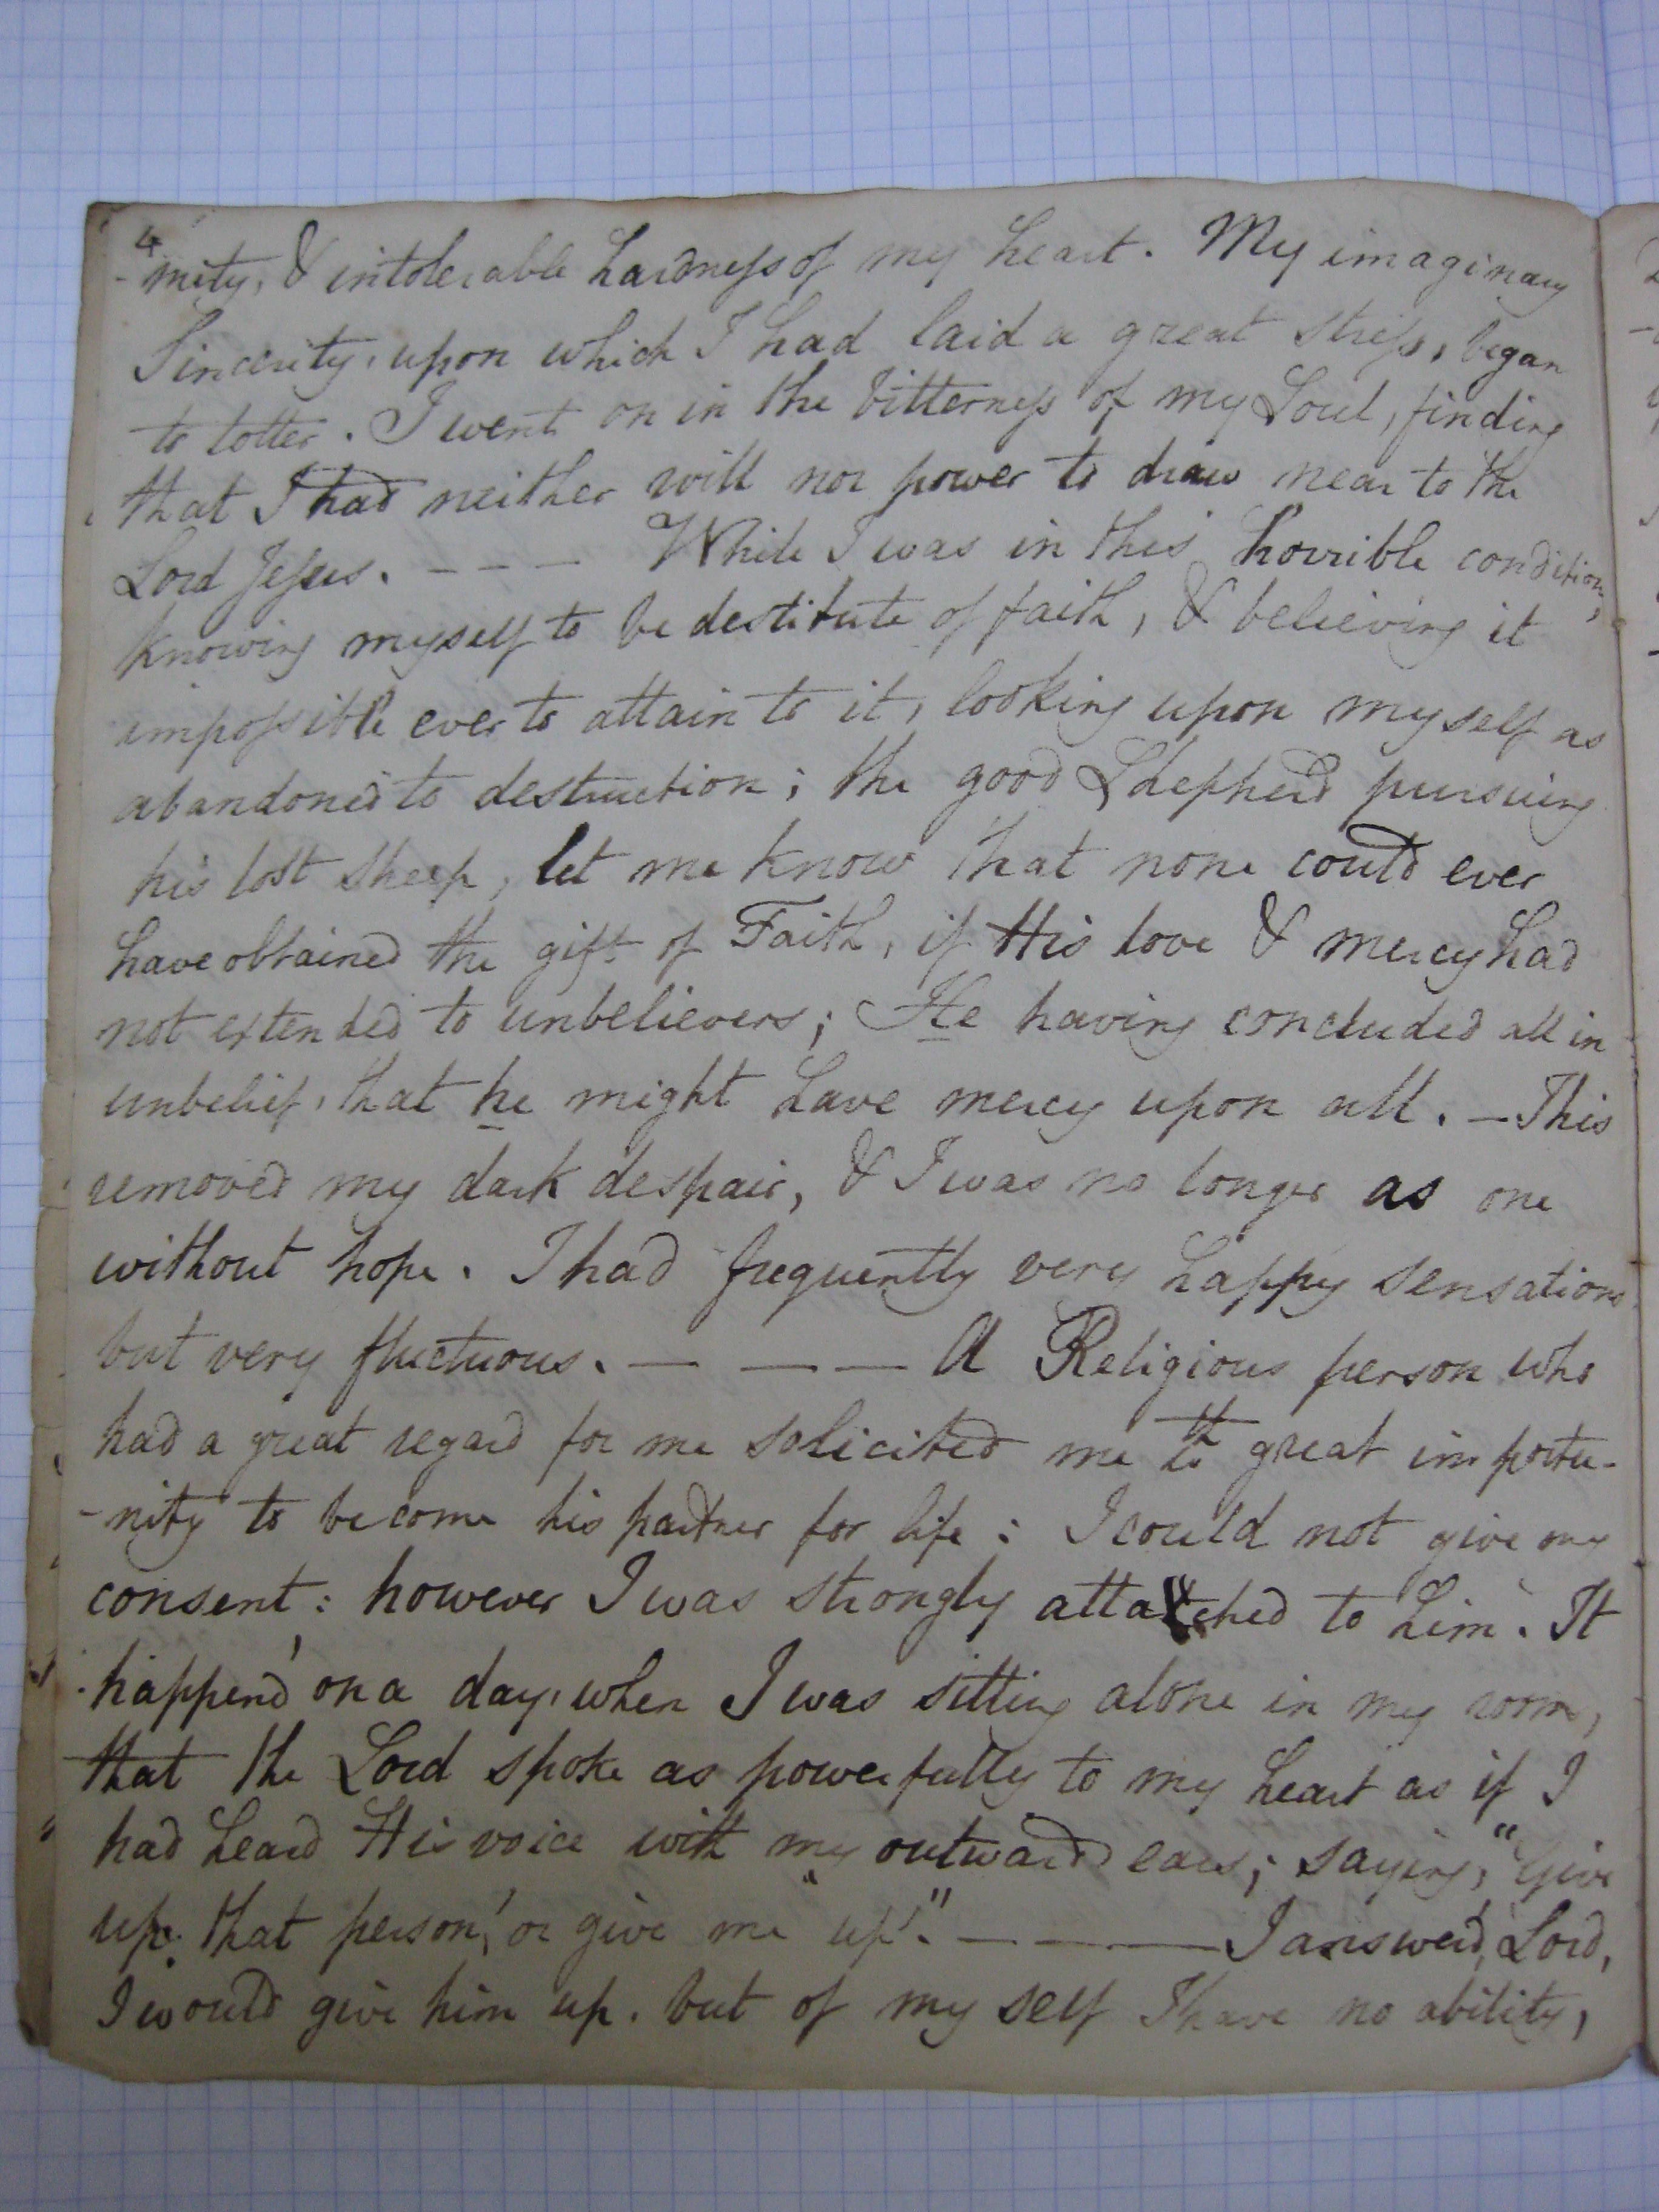 4
-mity, & intolerable hardneſs of my heart. My imaginary
Sincerity, upon which I had laid a great streſs, began
to totter. I went on in the bitterneſs of my Soul, finding
that I had neither will nor power to draw near to the
Lord Jeſus. - - - While I was in this horrible condition,
knowing myself to be destitute of faith, & believing it
impoſsible ever to attain to it, looking upon myself as
abandoned to destruction; the good Shepherd pursuing
his lost sheep, let me know that none could ever
have obtained the gift of Faith, if His love & mercy had
not extended to unbelievers; He having concluded all in
unbelief, that he might have mercy upon all. – This
removed my dark despair, & I was no longer as one
without hope. I had frequently very happy sensations
but very fluctuous. — — — A Religious person who
had a great regard for me solicited me wth great importu-
-nity to become his partner for life: I could not give my
consent: however I was strongly attached to him. It
happen'd on a day, when I was sitting alone in my room,
that the Lord spoke as powerfully to my heart as if I
had heard His voice with my outward ears; saying, "Give
up that person, or give me up". — — — I answer'd, Lord,
I would give him up. but of my self I have no ability,